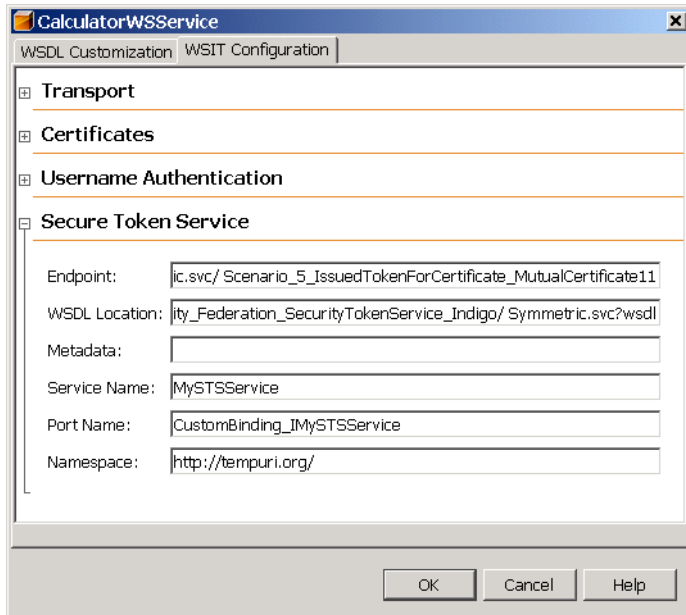 CalculatorWSService
WSDL Customization WSIT Configuration
Transport
Certificates
Username Authentication
Secure Token Service
Endpoint: ic.svc/ Scenario_5_IssuedTokenForCertificate_MutualCertificate11
WSDL Location: ity_Federation_SecurityTokenService_Indigo/ Symmetric.svc?wsdl
Metadata:
Service Name: MySTSService
Port Name: CustomBinding_IMySTSService
Namespace: http://tempuri.org/
OK Cancel Help